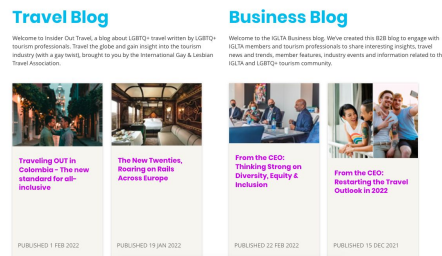 Travel Blog
Welcome to Insider Out Travel, a blog about LGBTQ+ travel written by LGBTQ+
tourism professionals. Travel the globe and gain insight into the tourism
industry (with a gay twist), brought to you by the International Gay & Lesbian
Travel Association.
Traveling OUT in
Colombia - The new
standard for all-
inclusive
PUBLISHED 1 FEB 2022
The New Twenties,
Roaring on Rails
Across Europe
PUBLISHED 19 JAN 2022
Business Blog
Welcome to the IGLTA Business blog. We've created this B2B blog to engage with
IGLTA members and tourism professionals to share interesting insights, travel
news and trends, member features, industry events and information related to the
IGLTA and LGBTQ+ tourism community.
From the CEO:
Thinking Strong on
Diversity, Equity &
Inclusion
PUBLISHED 22 FEB 2022
From the CEO:
Restarting the Travel
Outlook in 2022
PUBLISHED 15 DEC 2021